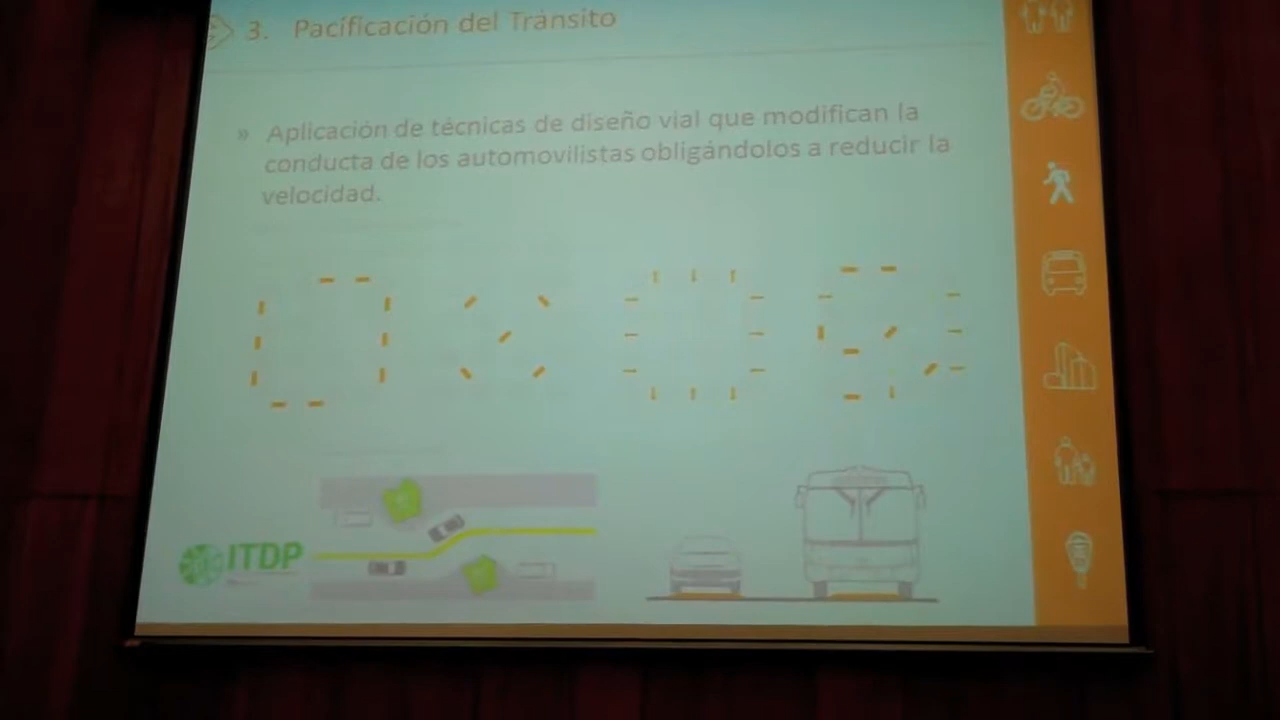 3. Pacificación del Tránsito
» Aplicación de técnicas de diseño vial que modifican la
conducta de los automovilistas obligándolos a reducir la
velocidad.
ITDP